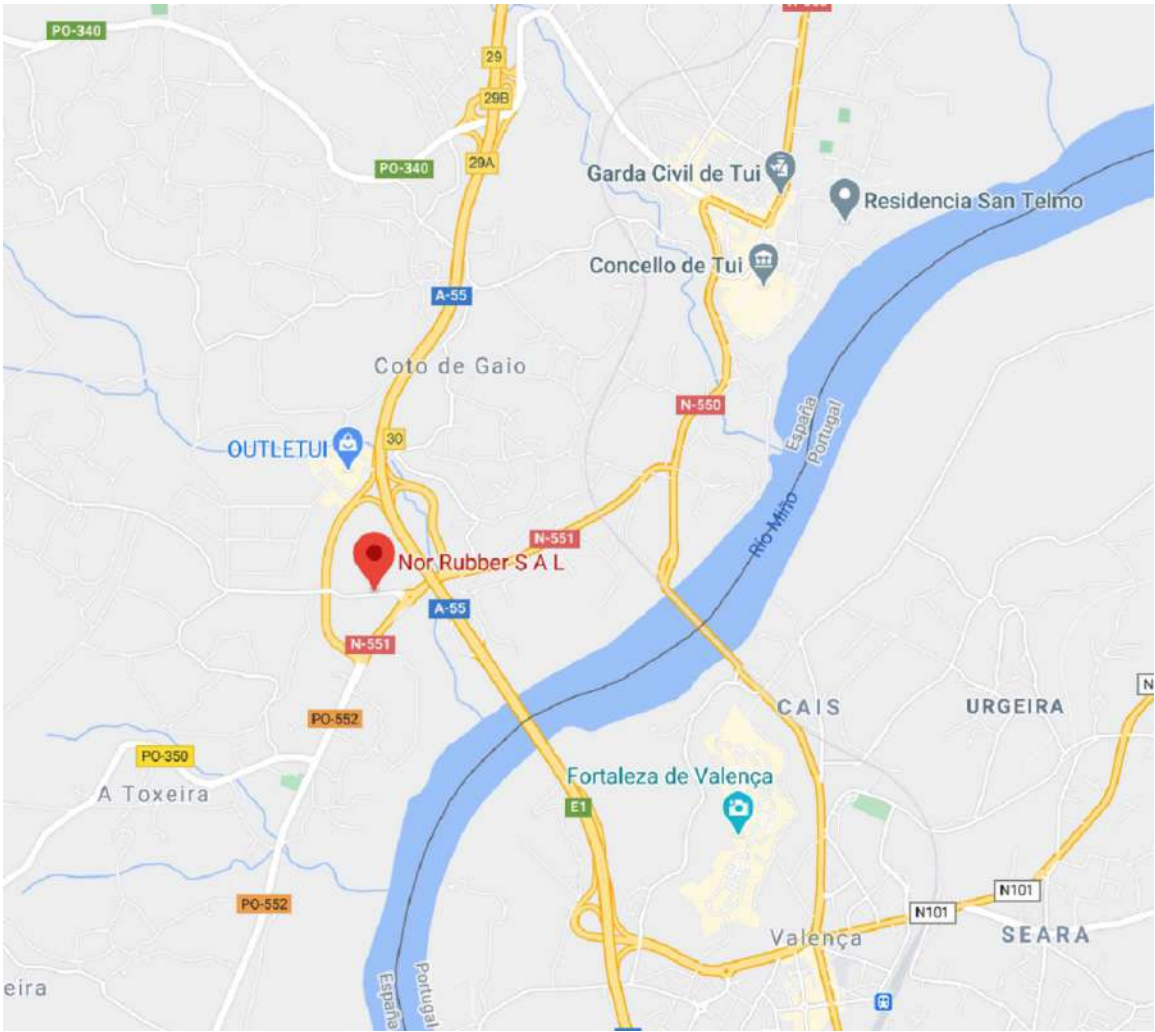 PO-340
29
29B
29A
PO-340
Garda Civil de Tui
Residencia San Telmo
Concello de Tui
A-55
Coto de Gaio
N-550
España
Portugal
30
OUTLETUI
Río Miño
N-551
Nor Rubber S A L
A-55
N-551
CAIS
URGEIRA
N
PO-552
PO-350
A Toxeira
Fortaleza de Valença
E1
PO-552
N101
N101
Valença
SEARA
eira
España
Portugal